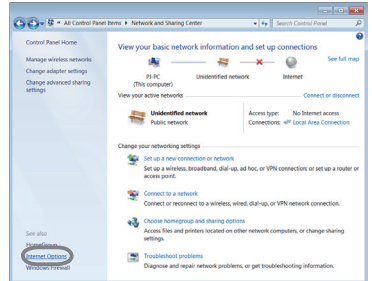 « All Control Panel Items ▸ Network and Sharing Center
Search Control Panel
Control Panel Home
Manage wireless networks
Change adapter settings
Change advanced sharing
settings
See also
HomeGroup
Internet Options
Windows Firewall
View your basic network information and set up connections
See full map
PJ-PC
(This computer)
Unidentified network
Internet
View your active networks
Connect or disconnect
Unidentified network
Public network
Access type: No Internet access
Connections: Local Area Connection
Change your networking settings
Set up a new connection or network
Set up a wireless, broadband, dial-up, ad hoc, or VPN connection; or set up a router or
access point.
Connect to a network
Connect or reconnect to a wireless, wired, dial-up, or VPN network connection.
Choose homegroup and sharing options
Access files and printers located on other network computers, or change sharing
settings.
Troubleshoot problems
Diagnose and repair network problems, or get troubleshooting information.